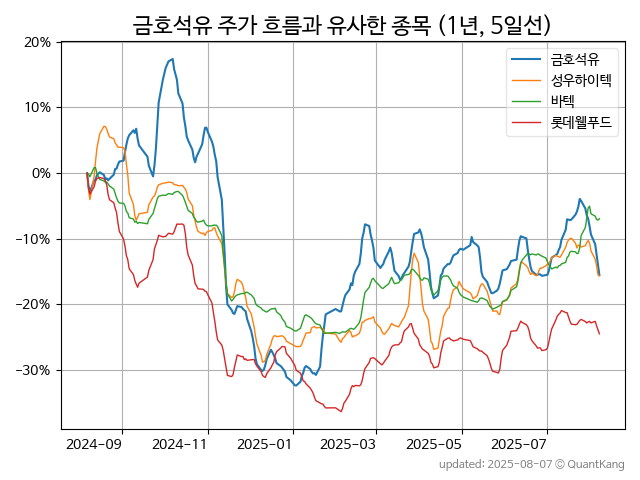 금호석유 주가 흐름과 유사한 종목 (1년, 5일선)
20%
10%
0%
−10%
−20%
−30%
금호석유
성우하이텍
바텍
롯데웰푸드
2024-09 2024-11 2025-01 2025-03 2025-05 2025-07
updated: 2025-08-07 © QuantKang